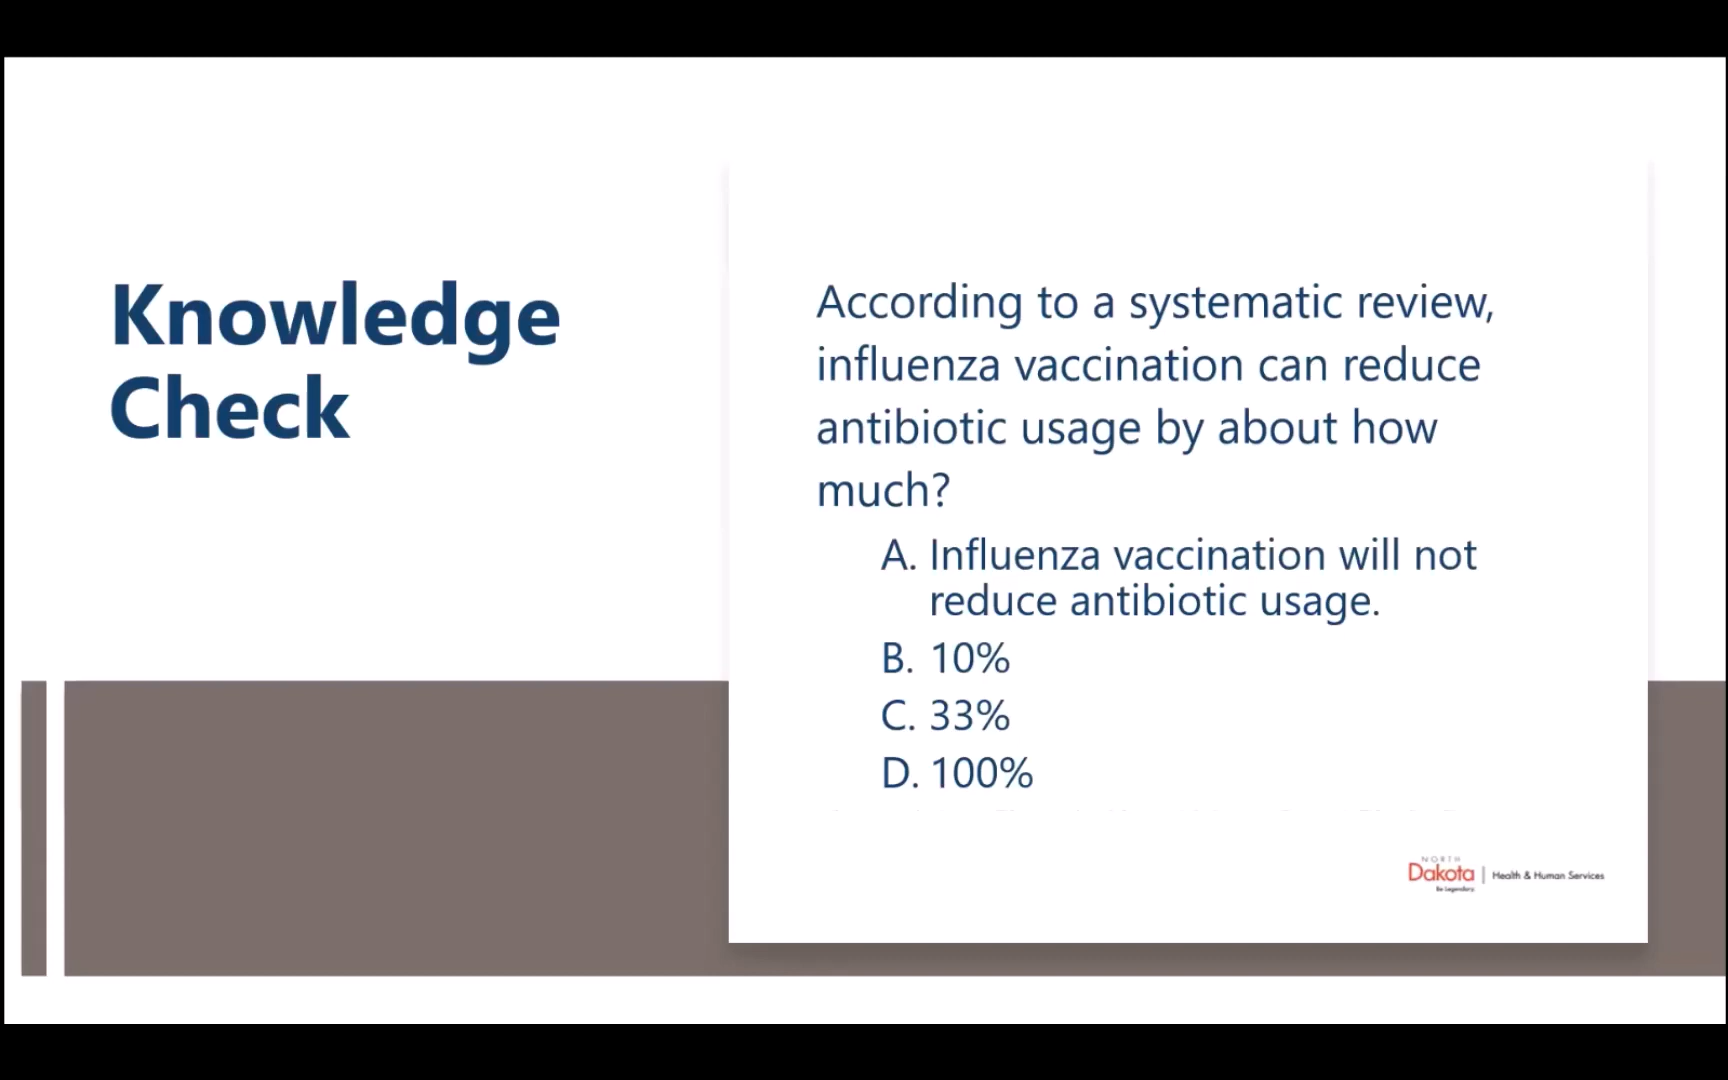 Knowledge
Check
According to a systematic review,
influenza vaccination can reduce
antibiotic usage by about how
much?
A. Influenza vaccination will not
reduce antibiotic usage.
B. 10%
C. 33%
D. 100%
NORTH
Dakota | Health & Human Services
Be Legendary